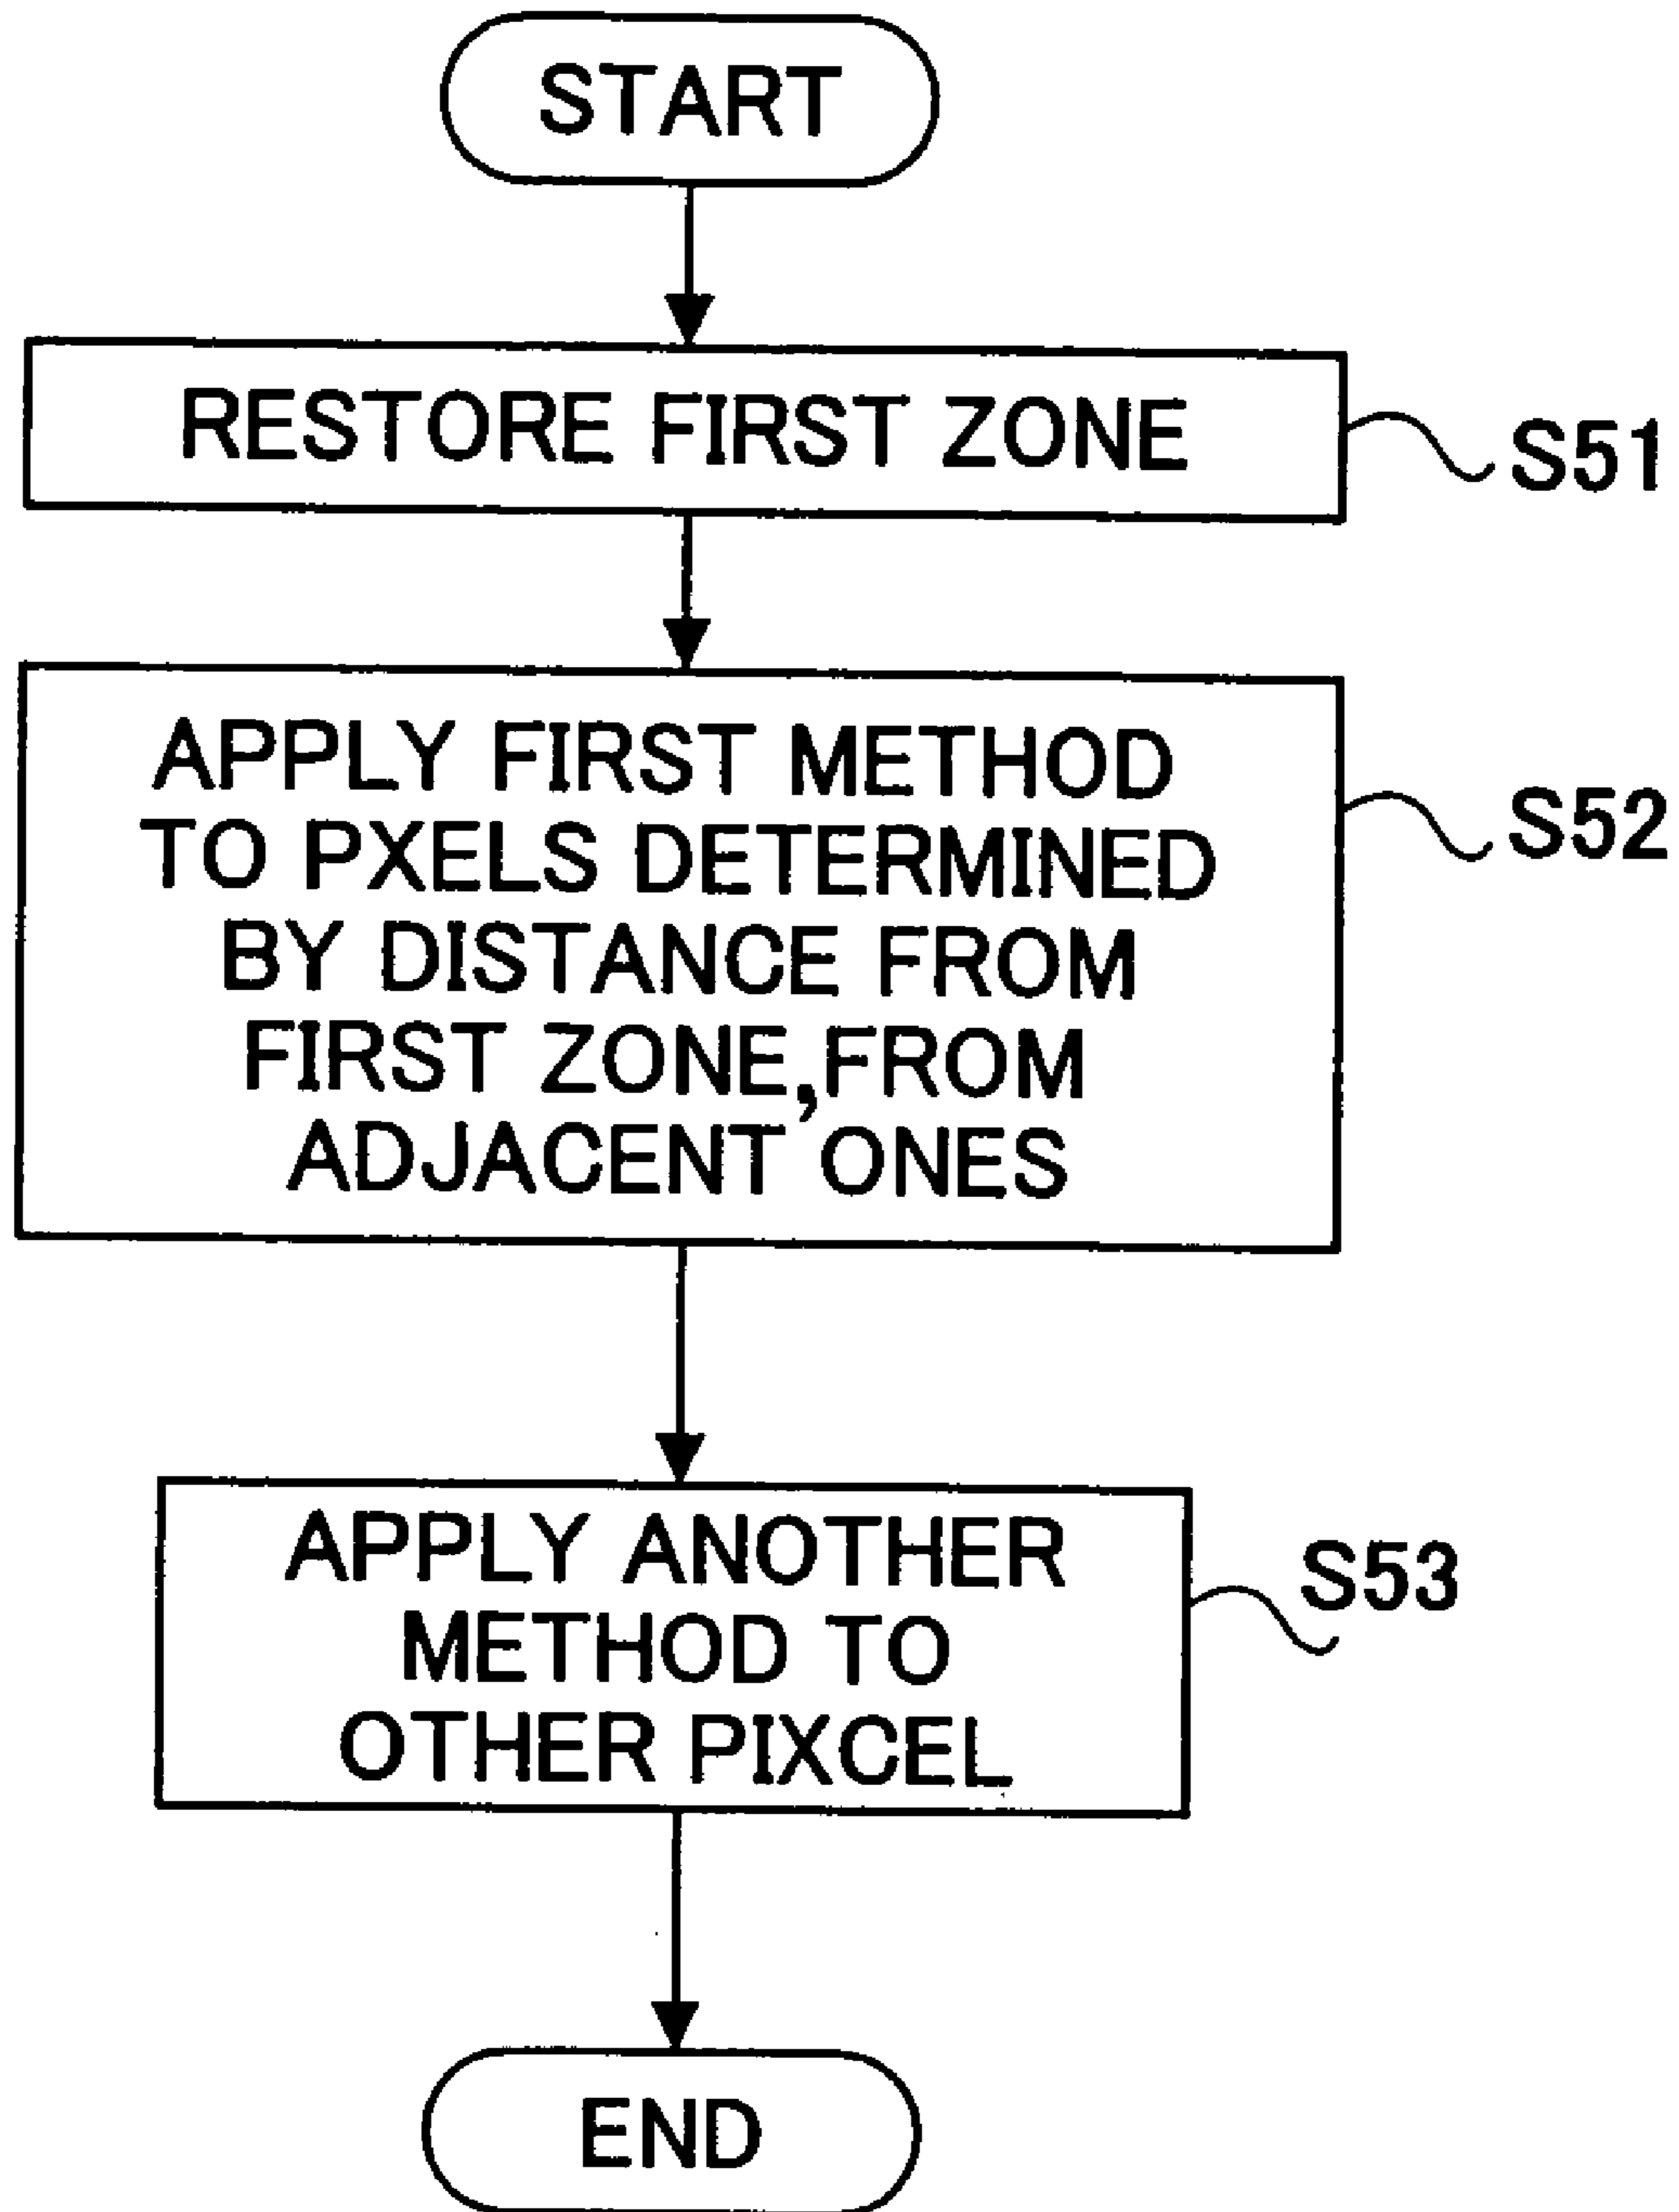 START
RESTORE FIRST ZONE
S51
APPLY FIRST METHOD
TO PXELS DETERMINED
BY DISTANCE FROM
FIRST ZONE,FROM
ADJACENT ONES
S52
APPLY ANOTHER
METHOD TO
OTHER PIXCEL
S53
END